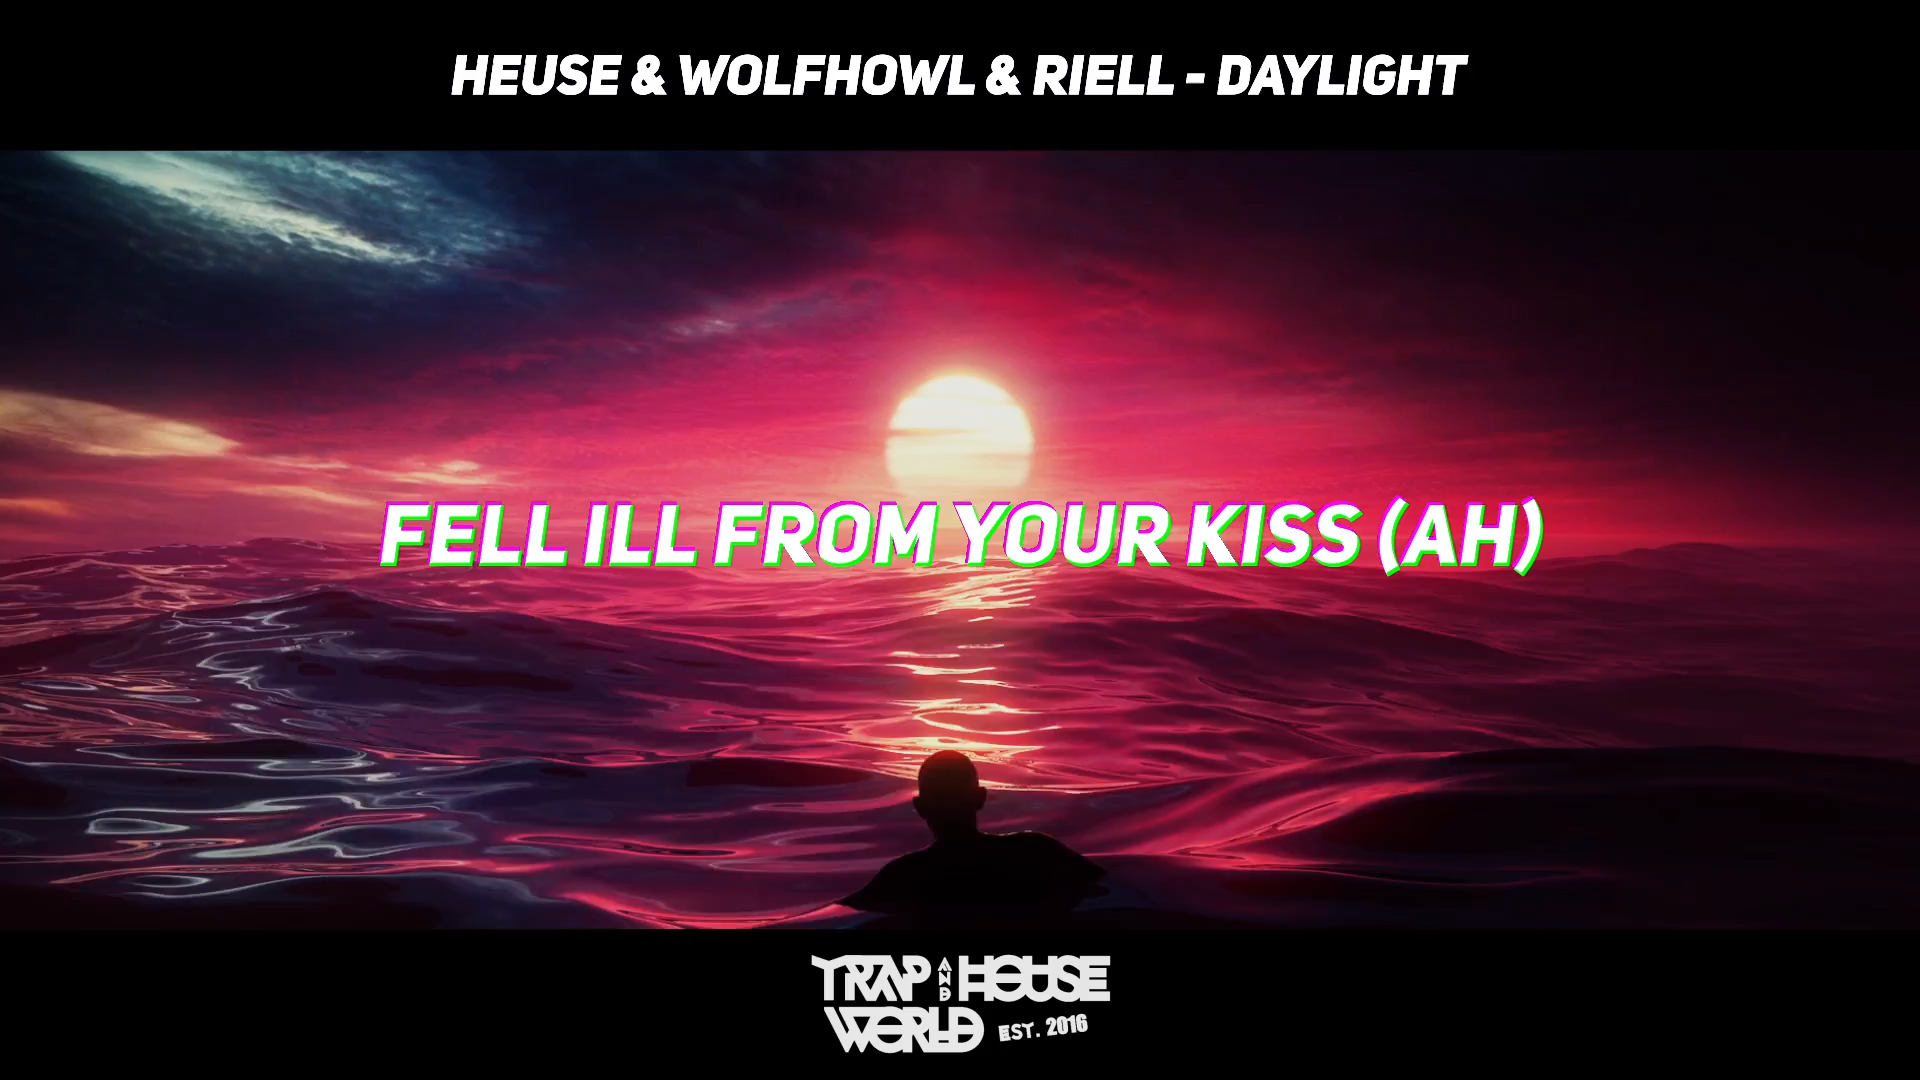 HEUSE & WOLFHOWL & RIELL - DAYLIGHT
FELL ILL FROM YOUR KISS (AH)
TRAP AND HOUSE
WORLD EST. 2016